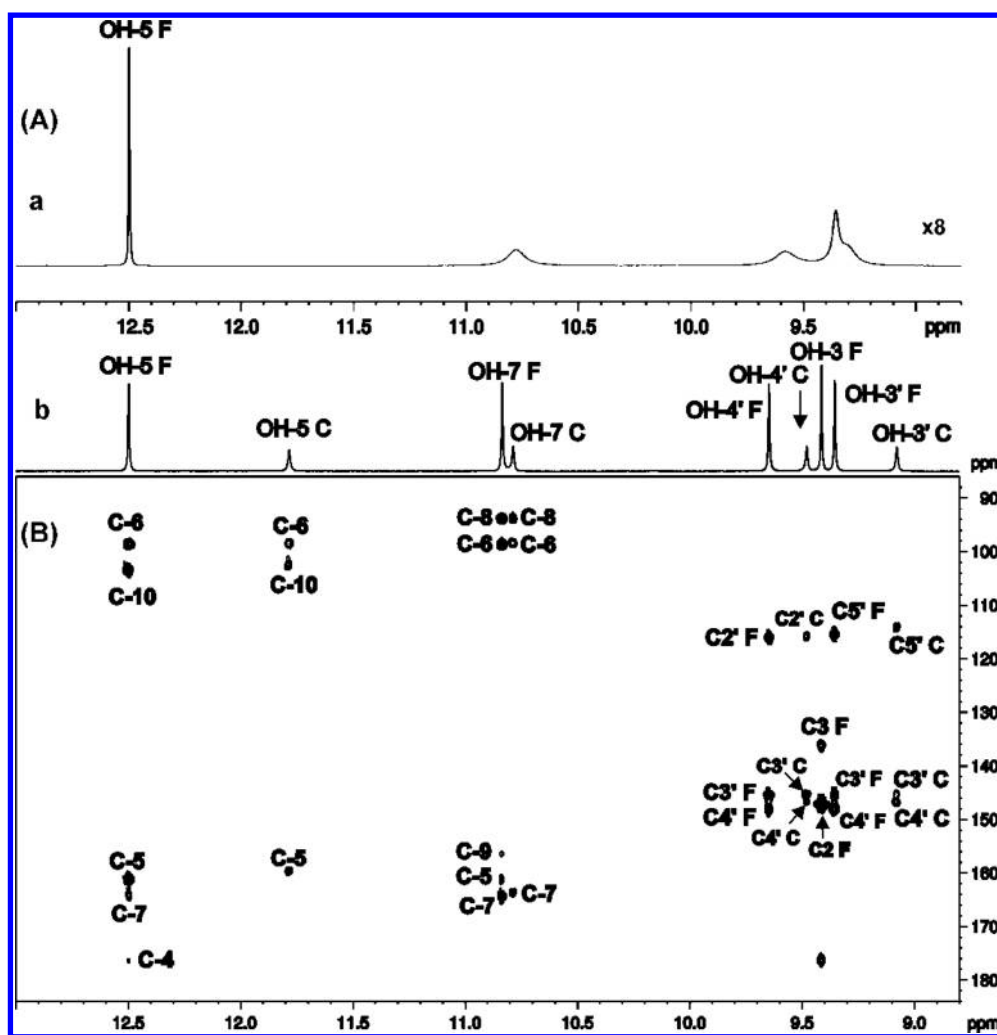 OH-5 F
(A)
a
x8
12.5 12.0 11.5 11.0 10.5 10.0 9.5 ppm
OH-5 F
OH-7 F
OH-4' C
OH-3 F
b
OH-4' F
OH-3' F
OH-5 C
OH-7 C
OH-3' C
ppm
(B)
C-6
C-6
C-8 C-8
90
C-6 C-6
100
C-10
C-10
110
C2' F
C2' C
C5' F
C5' C
120
130
C3 F
140
C3' C
C3' F
C3' F
C3' C
C4' F
C4' C
C4' F
C4' C
150
C2 F
C-5
C-5
C-9
C-5
160
C-7
C-7
C-7
170
C-4
180
12.5 12.0 11.5 11.0 10.5 10.0 9.5 9.0 ppm